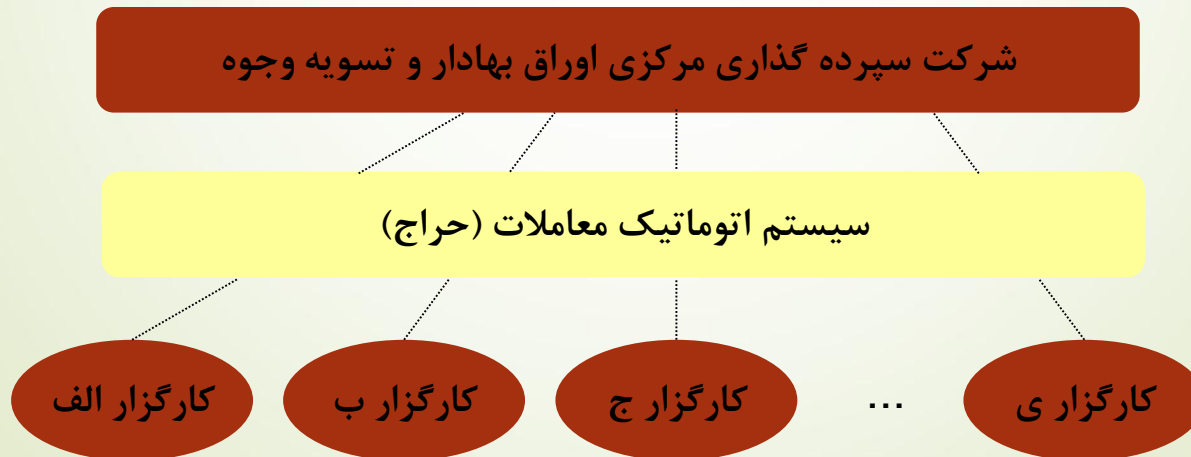 شرکت سپرده گذاری مرکزی اوراق بهادار و تسویه وجوه
سیستم اتوماتیک معاملات (حراج)
کارگزار ی ... کارگزار ج کارگزار ب کارگزار الف